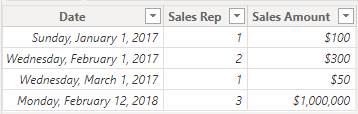 Date Sales Rep Sales Amount
Sunday, January 1, 2017 1 $100
Wednesday, February 1, 2017 2 $300
Wednesday, March 1, 2017 1 $50
Monday, February 12, 2018 3 $1,000,000